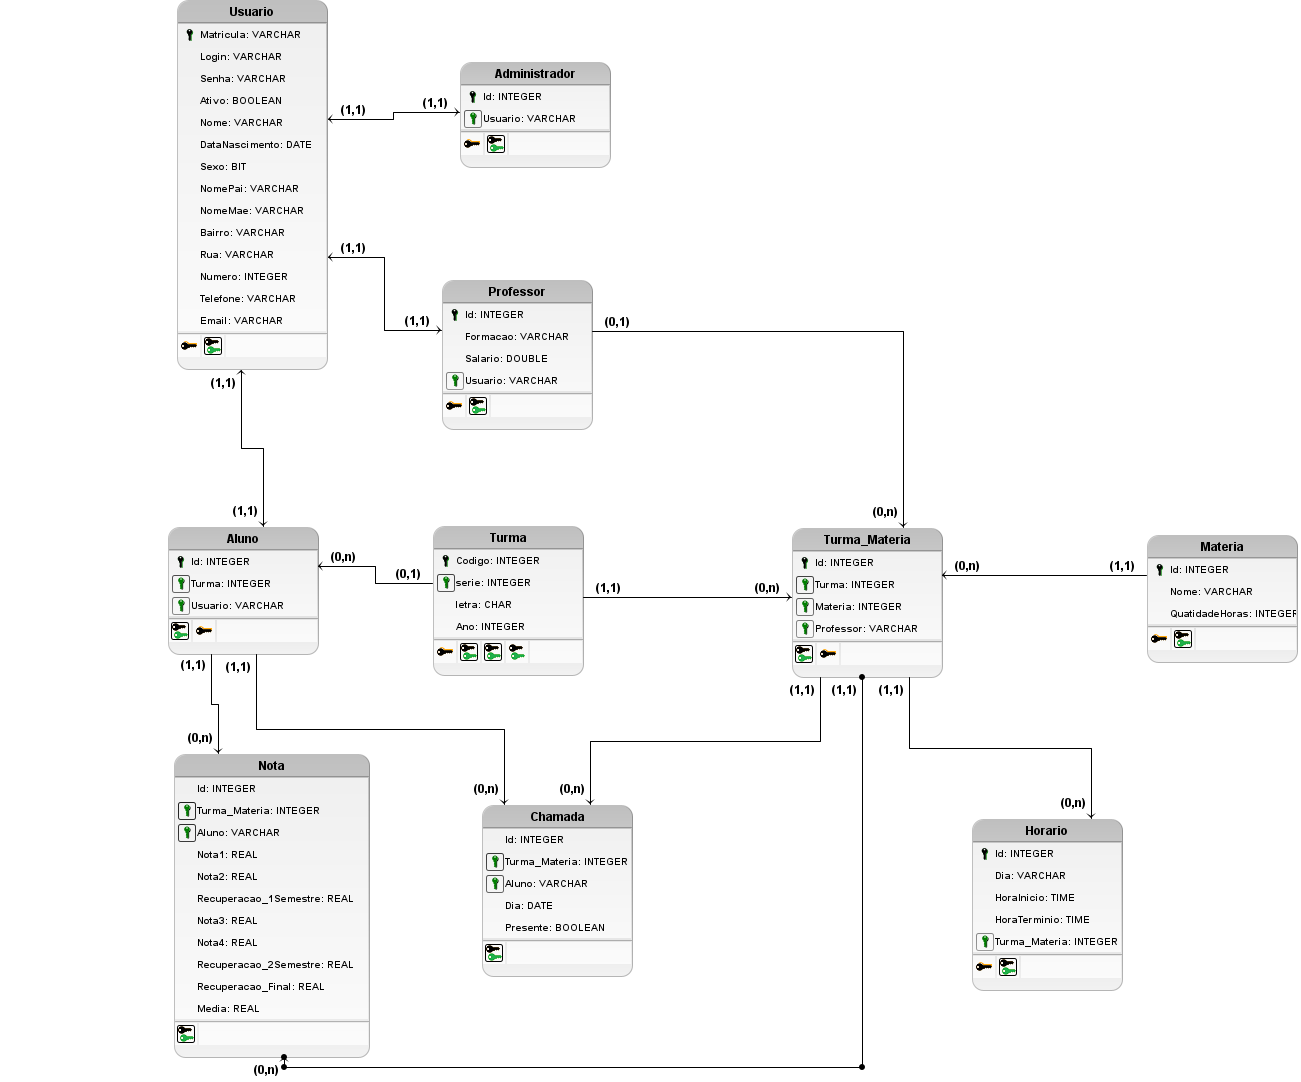 Usuario
Matricula: VARCHAR
Login: VARCHAR
Senha: VARCHAR
Ativo: BOOLEAN
Nome: VARCHAR
DataNascimento: DATE
Sexo: BIT
NomePai: VARCHAR
NomeMae: VARCHAR
Bairro: VARCHAR
Rua: VARCHAR
Numero: INTEGER
Telefone: VARCHAR
Email: VARCHAR
(1,1)
(1,1)
Administrador
Id: INTEGER
Usuario: VARCHAR
(1,1)
(1,1)
Professor
Id: INTEGER
Formacao: VARCHAR
Salario: DOUBLE
Usuario: VARCHAR
(0,1)
(0,n)
(1,1)
(1,1)
Aluno
Id: INTEGER
Turma: INTEGER
Usuario: VARCHAR
(0,n)
(0,1)
Turma
Codigo: INTEGER
serie: INTEGER
letra: CHAR
Ano: INTEGER
(1,1)
(0,n)
Turma_Materia
Id: INTEGER
Turma: INTEGER
Materia: INTEGER
Professor: VARCHAR
(0,n)
(1,1)
Materia
Id: INTEGER
Nome: VARCHAR
QuatidadeHoras: INTEGER
(1,1)
(1,1)
(1,1)
(1,1)
(1,1)
(0,n)
Nota
Id: INTEGER
Turma_Materia: INTEGER
Aluno: VARCHAR
Nota1: REAL
Nota2: REAL
Recuperacao_1Semestre: REAL
Nota3: REAL
Nota4: REAL
Recuperacao_2Semestre: REAL
Recuperacao_Final: REAL
Media: REAL
(0,n)
(0,n)
(0,n)
Chamada
Id: INTEGER
Turma_Materia: INTEGER
Aluno: VARCHAR
Dia: DATE
Presente: BOOLEAN
(0,n)
Horario
Id: INTEGER
Dia: VARCHAR
HoraInicio: TIME
HoraTerminio: TIME
Turma_Materia: INTEGER